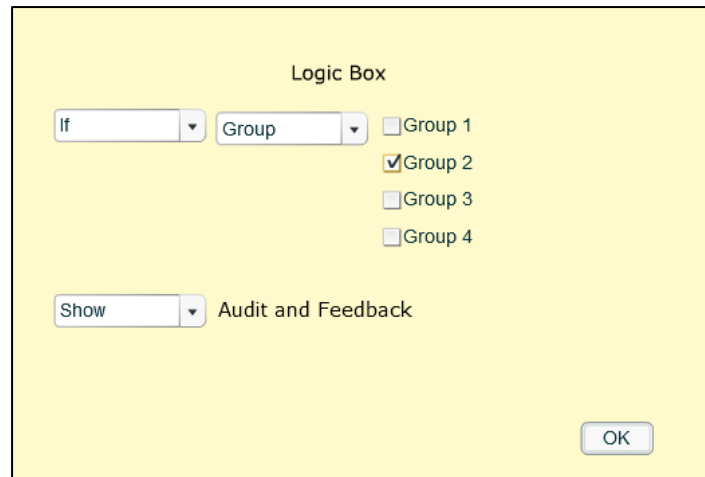 Logic Box
If Group Group 1
Group 2
Group 3
Group 4
Show Audit and Feedback
OK